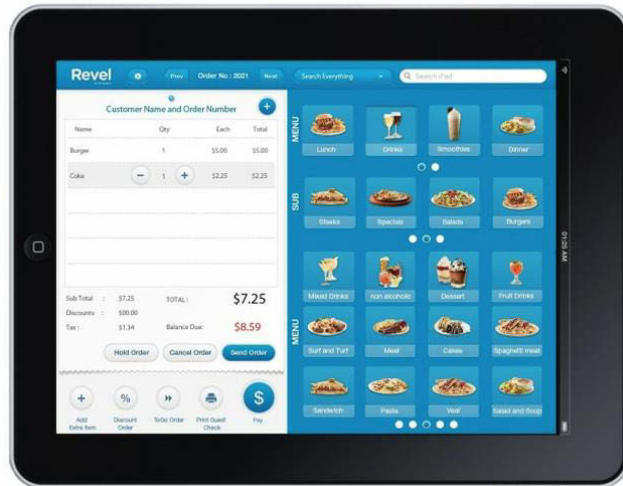 Revel
Prev
Order No : 2021
Next
Search Everything
Search iPad
Customer Name and Order Number
Name Qty Each Total
Burger 1 $5.00 $5.00
Coke − 1 + $2.25 $2.25
Sub Total : $7.25
TOTAL : $7.25
Discounts : $00.00
Tax : $1.34
Balance Due: $8.59
Hold Order
Cancel Order
Send Order
Add Extra Item
% Discount Order
ToGo Order
Print Guest Check
$ Pay
MENU
Lunch
Drinks
Smoothies
Dinner
SUB
Steaks
Specials
Salads
Burgers
MENU
Mixed Drinks
non alcoholic
Dessert
Fruit Drinks
Surf and Turf
Meat
Cakes
Spaghetti meat
Sandwich
Pasta
Veal
Salad and Soup
01:25 AM